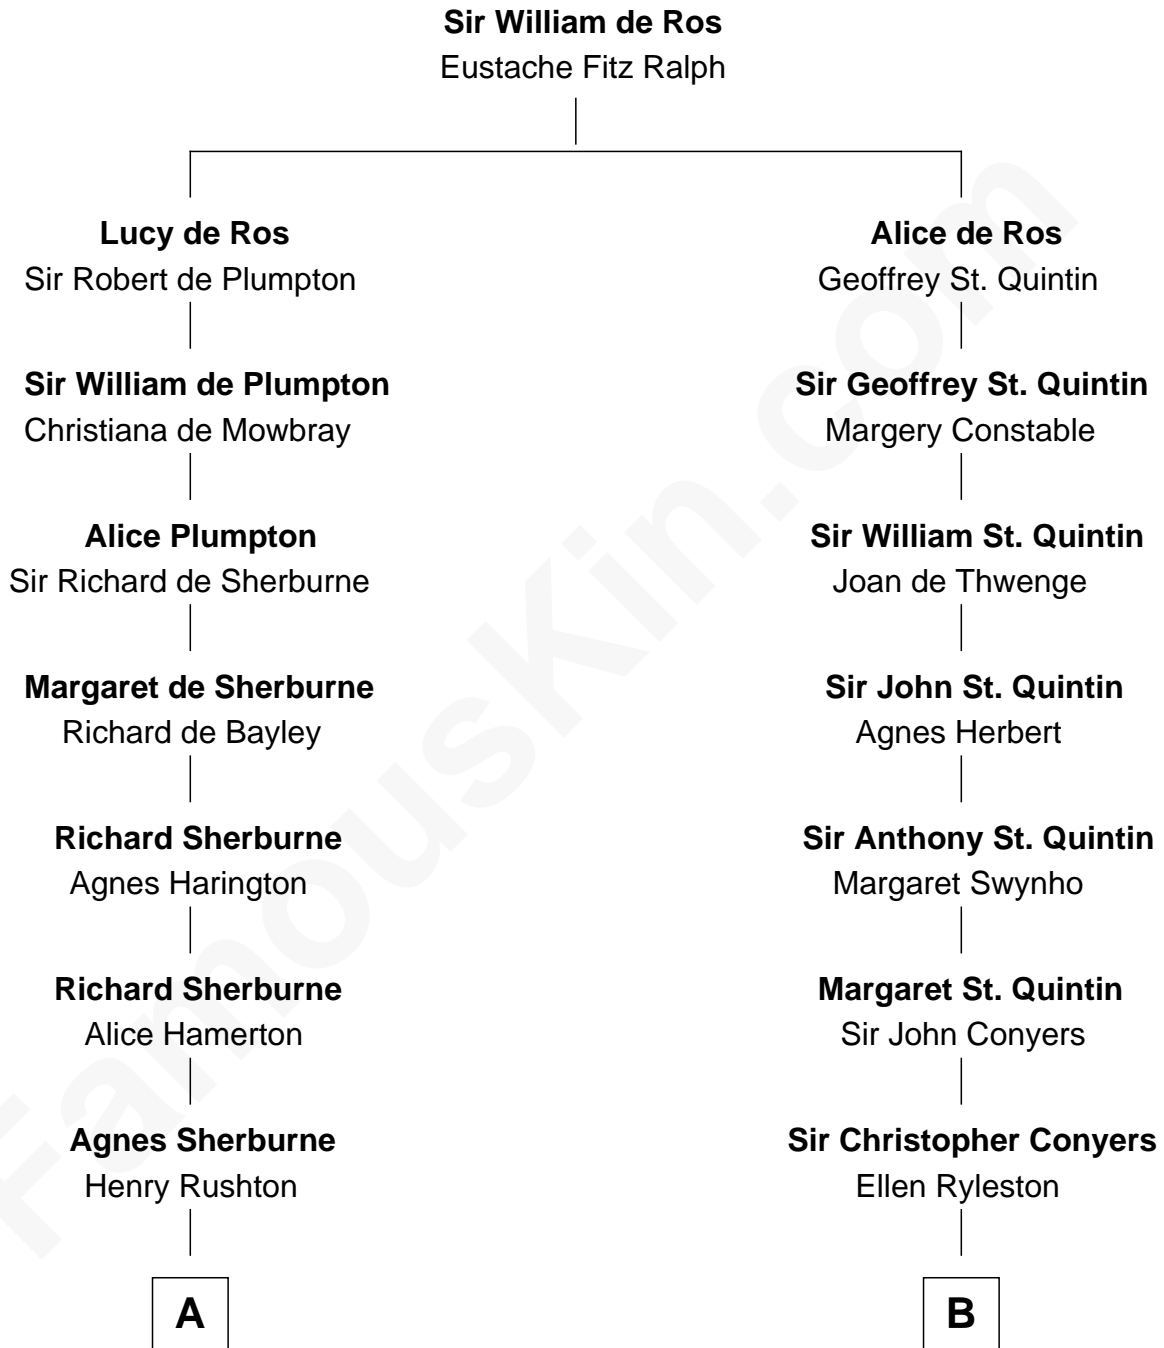 Sir William de Ros
Eustache Fitz Ralph
Lucy de Ros
Sir Robert de Plumpton
Alice de Ros
Geoffrey St. Quintin
Sir William de Plumpton
Christiana de Mowbray
Sir Geoffrey St. Quintin
Margery Constable
Alice Plumpton
Sir Richard de Sherburne
Sir William St. Quintin
Joan de Thwenge
Margaret de Sherburne
Richard de Bayley
Sir John St. Quintin
Agnes Herbert
Richard Sherburne
Agnes Harington
Sir Anthony St. Quintin
Margaret Swynho
Richard Sherburne
Alice Hamerton
Margaret St. Quintin
Sir John Conyers
Agnes Sherburne
Henry Rushton
Sir Christopher Conyers
Ellen Ryleston
A
B
FamousKin.com